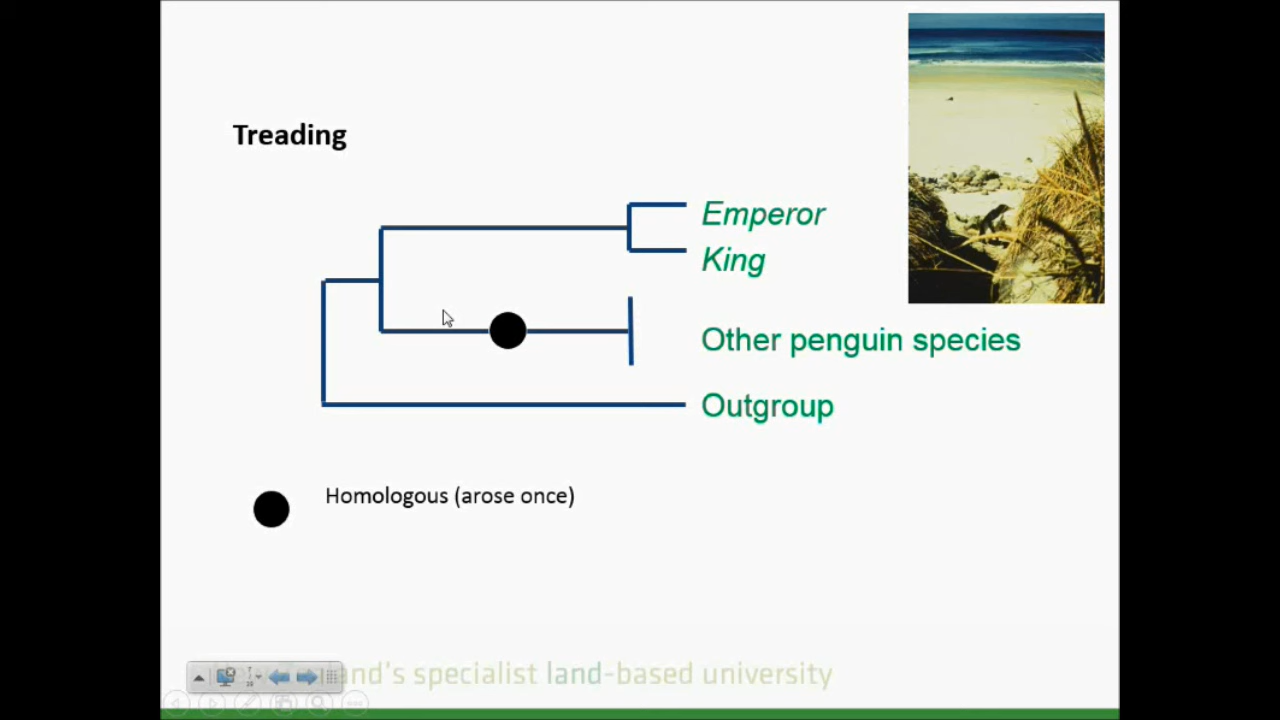 Treading
Emperor
King
Other penguin species
Outgroup
Homologous (arose once)
land's specialist land-based university